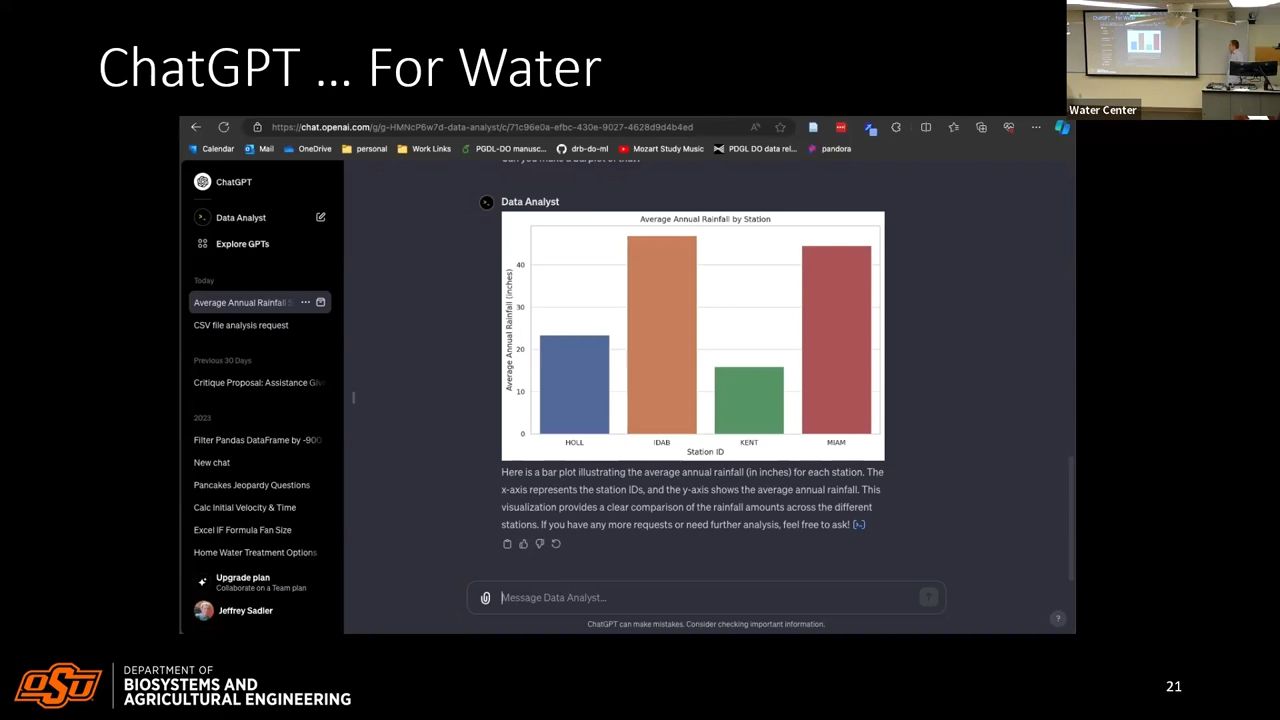 ChatGPT ... For Water
Water Center
https://chat.openai.com/g/g-HMNcP6w7d-data-analyst/c/71c96e0a-efbc-430e-9027-4628d9d4b4ed
Calendar
Mail
OneDrive
personal
Work Links
PGDL-DO manusc...
drb-do-ml
Mozart Study Music
PDGL DO data rel...
pandora
ChatGPT
Data Analyst
Explore GPTs
Today
Average Annual Rainfall S
CSV file analysis request
Previous 30 Days
Critique Proposal: Assistance Giv
2023
Filter Pandas DataFrame by -900
New chat
Pancakes Jeopardy Questions
Calc Initial Velocity & Time
Excel IF Formula Fan Size
Home Water Treatment Options
Upgrade plan
Collaborate on a Team plan
Jeffrey Sadler
Data Analyst
Average Annual Rainfall by Station
Average Annual Rainfall (inches)
40
30
20
10
0
HOLL
IDAB
KENT
MIAM
Station ID
Here is a bar plot illustrating the average annual rainfall (in inches) for each station. The
x-axis represents the station IDs, and the y-axis shows the average annual rainfall. This
visualization provides a clear comparison of the rainfall amounts across the different
stations. If you have any more requests or need further analysis, feel free to ask! [>-]
Message Data Analyst...
ChatGPT can make mistakes. Consider checking important information.
?
OSU
DEPARTMENT OF
BIOSYSTEMS AND
AGRICULTURAL ENGINEERING
21